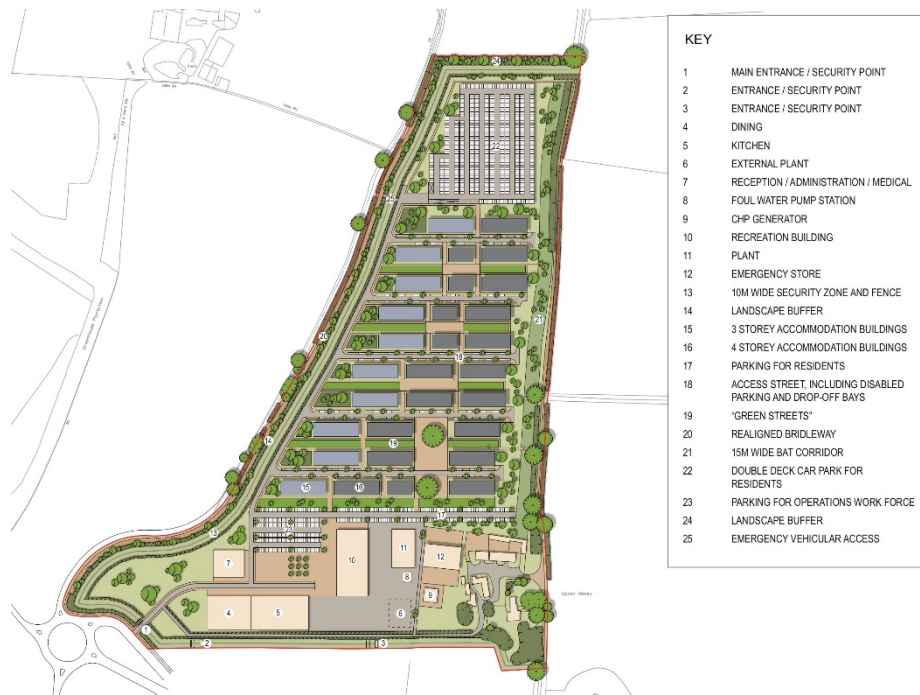 KEY
1 MAIN ENTRANCE / SECURITY POINT
2 ENTRANCE / SECURITY POINT
3 ENTRANCE / SECURITY POINT
4 DINING
5 KITCHEN
6 EXTERNAL PLANT
7 RECEPTION / ADMINISTRATION / MEDICAL
8 FOUL WATER PUMP STATION
9 CHP GENERATOR
10 RECREATION BUILDING
11 PLANT
12 EMERGENCY STORE
13 10M WIDE SECURITY ZONE AND FENCE
14 LANDSCAPE BUFFER
15 3 STOREY ACCOMMODATION BUILDINGS
16 4 STOREY ACCOMMODATION BUILDINGS
17 PARKING FOR RESIDENTS
18 ACCESS STREET, INCLUDING DISABLED
PARKING AND DROP-OFF BAYS
19 "GREEN STREETS"
20 REALIGNED BRIDLEWAY
21 15M WIDE BAT CORRIDOR
22 DOUBLE DECK CAR PARK FOR
RESIDENTS
23 PARKING FOR OPERATIONS WORK FORCE
24 LANDSCAPE BUFFER
25 EMERGENCY VEHICULAR ACCESS
24
22
25
21
20
18
19
14
15
16
17
13
23
11
10
12
7
8
9
4
5
6
1
2
3